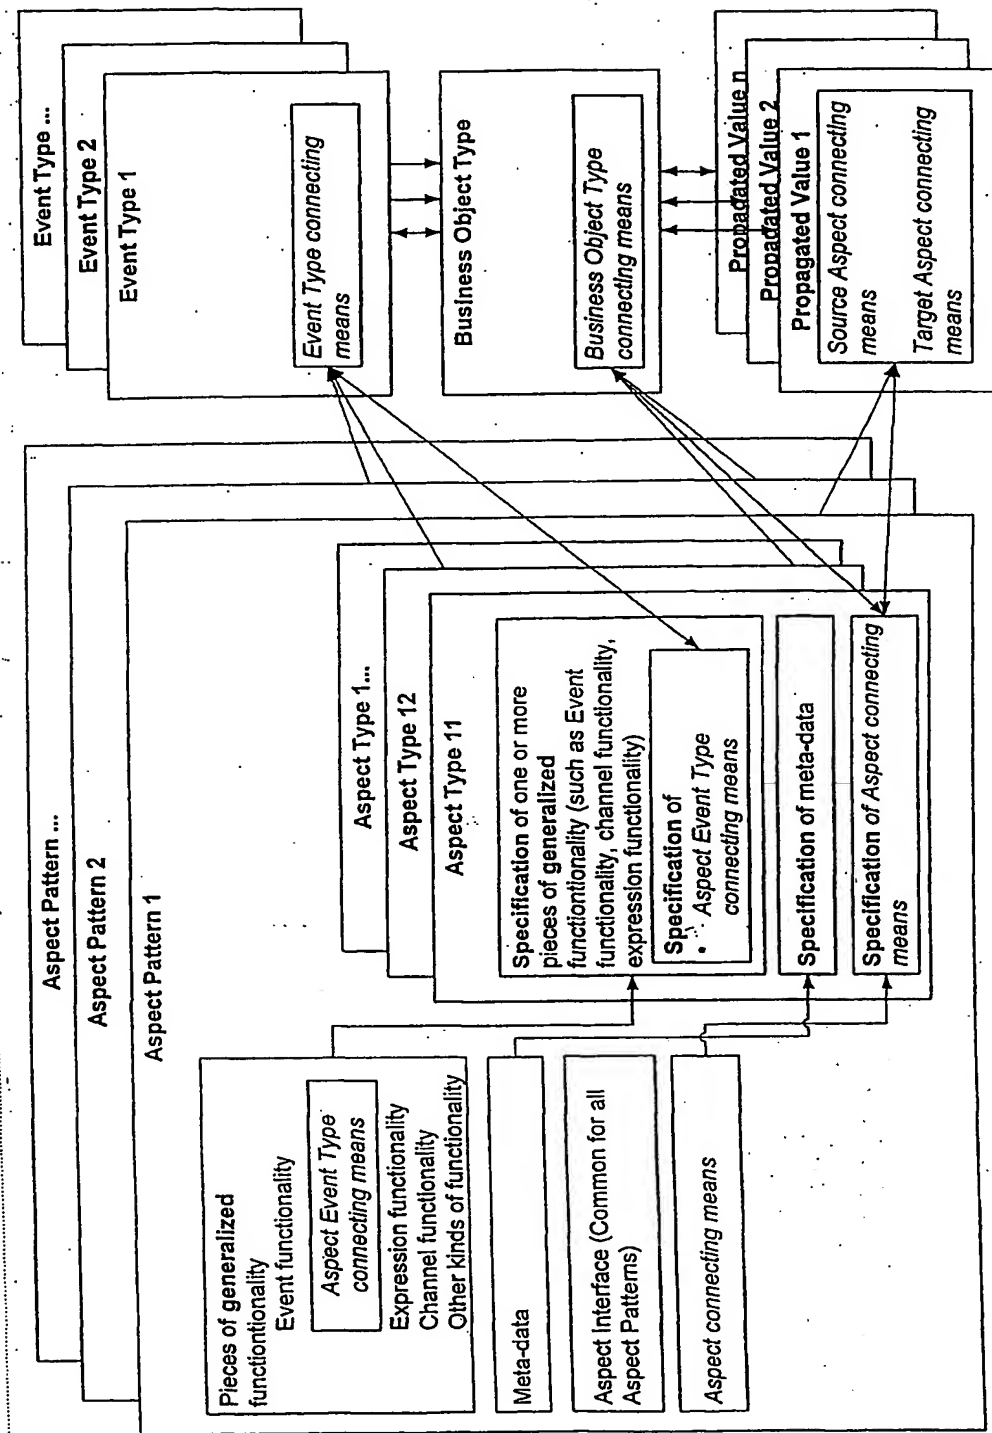 Aspect Pattern ...
Aspect Pattern 2
Aspect Pattern 1
Pieces of generalized
functiontionality
Event functionality
Aspect Event Type
connecting means
Expression functionality
Channel functionality
Other kinds of functionality
Meta-data
Aspect Interface (Common for all
Aspect Patterns)
Aspect connecting means
Aspect Type 1...
Aspect Type 12
Aspect Type 11
Specification of one or more
pieces of generalized
functiontionality (such as Event
functionality, channel functionality,
expression functionality)
Specification of
• Aspect Event Type
connecting means
Specification of meta-data
Specification of Aspect connecting
means
Event Type ...
Event Type 2
Event Type 1
Event Type connecting
means
Business Object Type
Business Object Type
connecting means
Propagated Value n
Propagated Value 2
Propagated Value 1
Source Aspect connecting
means
Target Aspect connecting
means